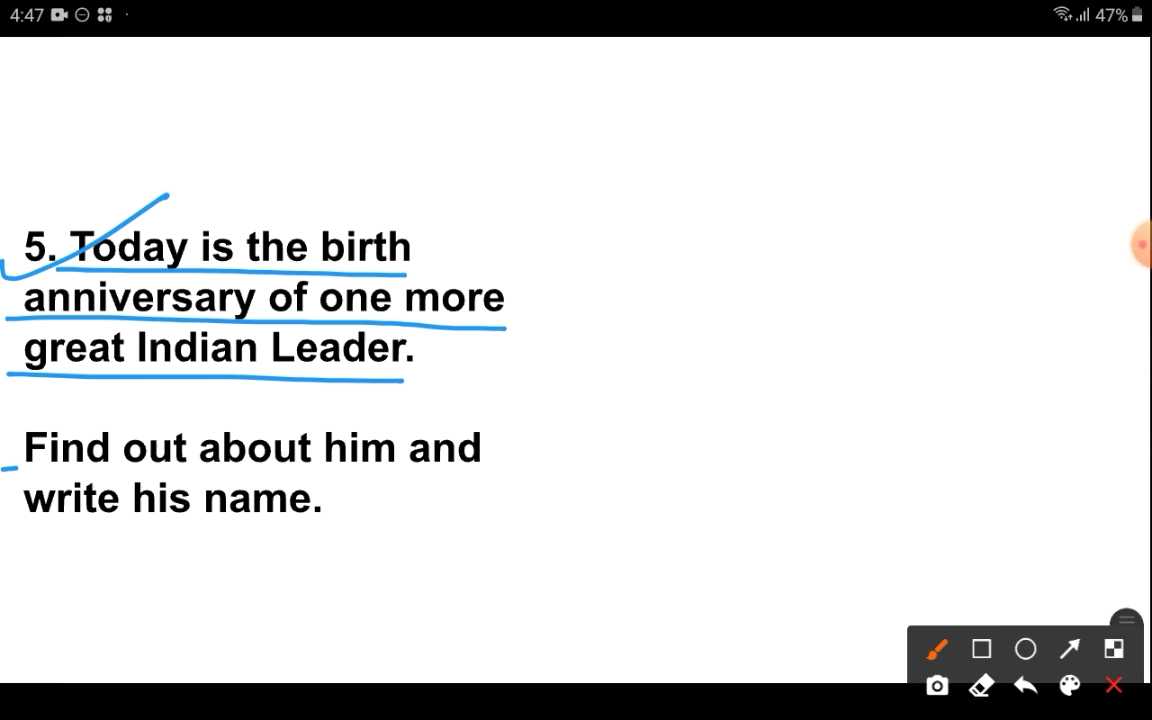 4:47
47%
5. Today is the birth
anniversary of one more
great Indian Leader.
Find out about him and
write his name.